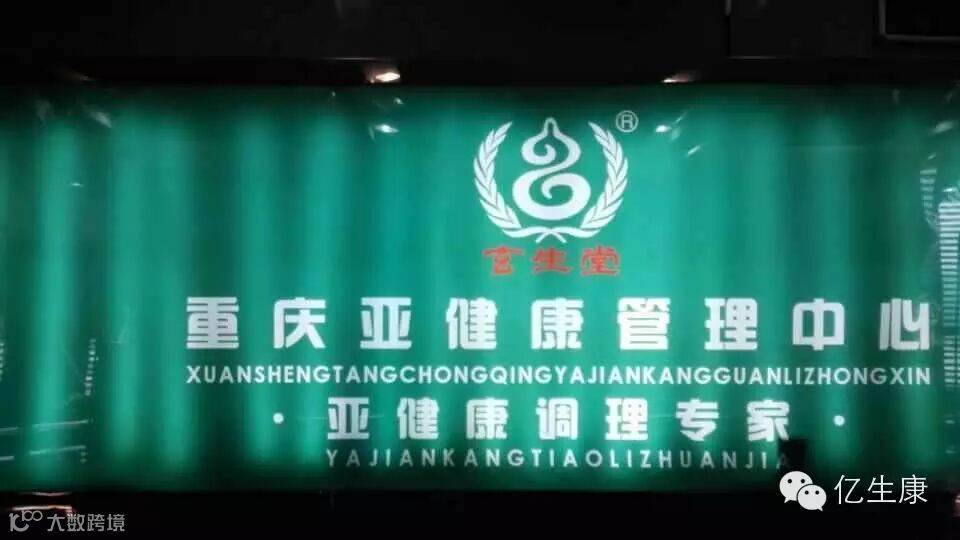 ®
玄生堂
重庆亚健康管理中心
XUANSHENGTANGCHONGQINGYAJIANKANGGUANLIZHONGXIN
·亚健康调理专家·
YAJIANKANGTIAOLIZHUANJIA
亿生康
大数跨境